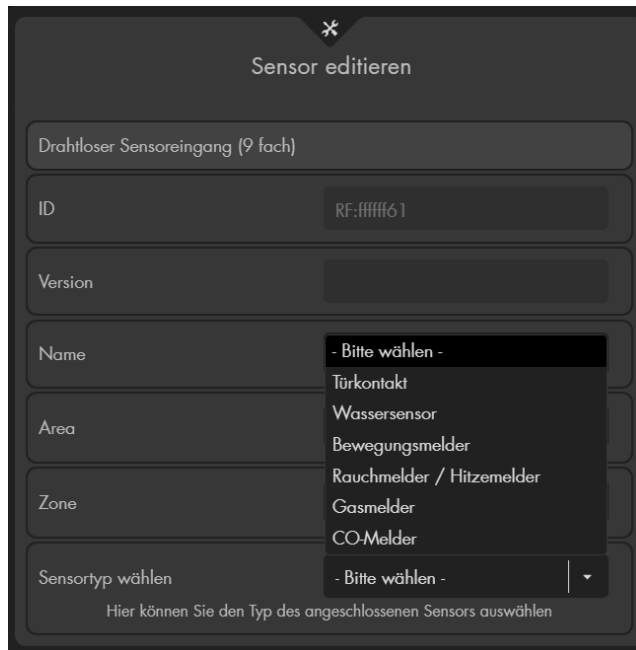 Sensor editieren
Drahtloser Sensoreingang (9 fach)
ID
RF:ffffff61
Version
Name
- Bitte wählen -
Türkontakt
Wassersensor
Area
Bewegungsmelder
Rauchmelder / Hitzemelder
Zone
Gasmelder
CO-Melder
Sensortyp wählen
- Bitte wählen -
Hier können Sie den Typ des angeschlossenen Sensors auswählen